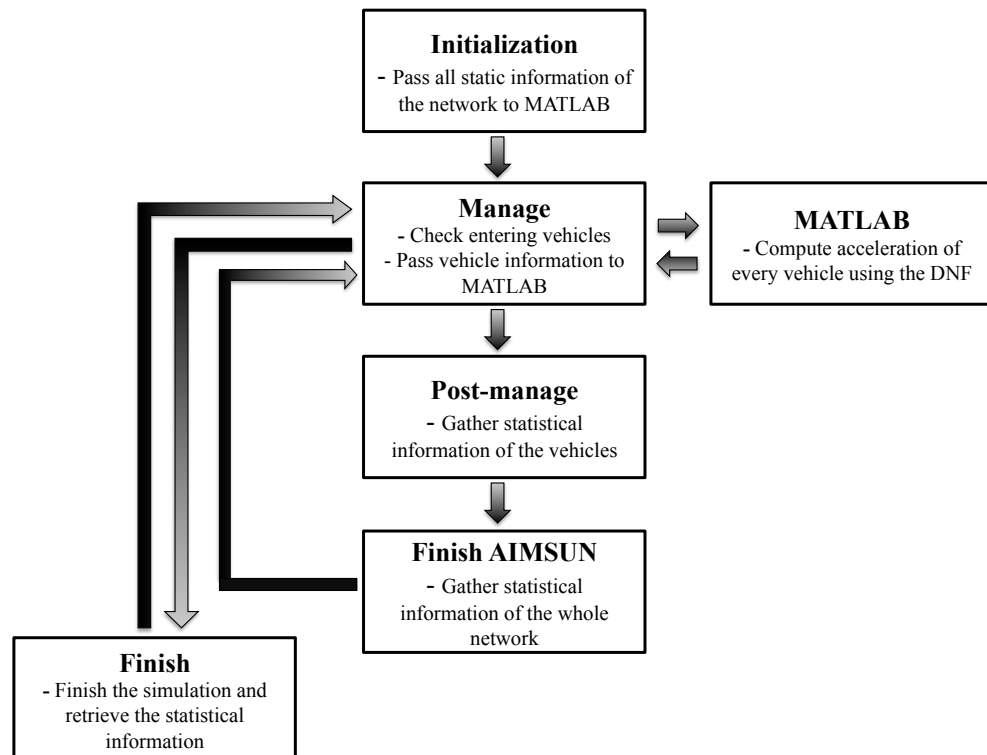 Initialization
- Pass all static information of
the network to MATLAB
Manage
- Check entering vehicles
- Pass vehicle information to
MATLAB
MATLAB
- Compute acceleration of
every vehicle using the DNF
Post-manage
- Gather statistical
information of the vehicles
Finish AIMSUN
- Gather statistical
information of the whole
network
Finish
- Finish the simulation and
retrieve the statistical
information